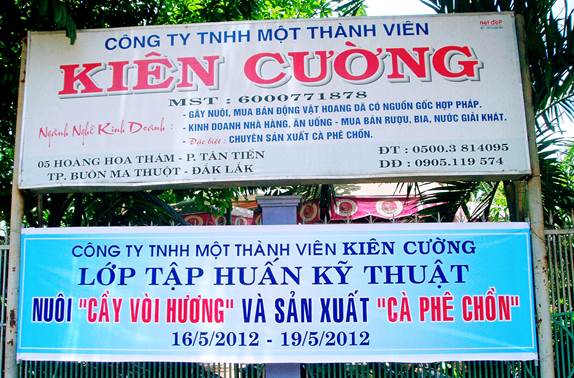 net đẹp
CÔNG TY TNHH MỘT THÀNH VIÊN
KIÊN CƯỜNG
MST : 6000771878
Ngành Nghề Kinh Doanh : - GÂY NUÔI, MUA BÁN ĐỘNG VẬT HOANG DÃ CÓ NGUỒN GỐC HỢP PHÁP.
- KINH DOANH NHÀ HÀNG, ĂN UỐNG - MUA BÁN RƯỢU, BIA, NƯỚC GIẢI KHÁT.
- Đặc biệt : CHUYÊN SẢN XUẤT CÀ PHÊ CHỒN.
05 HOÀNG HOA THÁM - P. TÂN TIẾN ĐT : 0500.3 814095
TP. BUÔN MA THUỘT - ĐẮK LẮK DĐ : 0905.119 574
CÔNG TY TNHH MỘT THÀNH VIÊN KIÊN CƯỜNG
LỚP TẬP HUẤN KỸ THUẬT
NUÔI "CẦY VÒI HƯƠNG" VÀ SẢN XUẤT "CÀ PHÊ CHỒN"
16/5/2012 - 19/5/2012